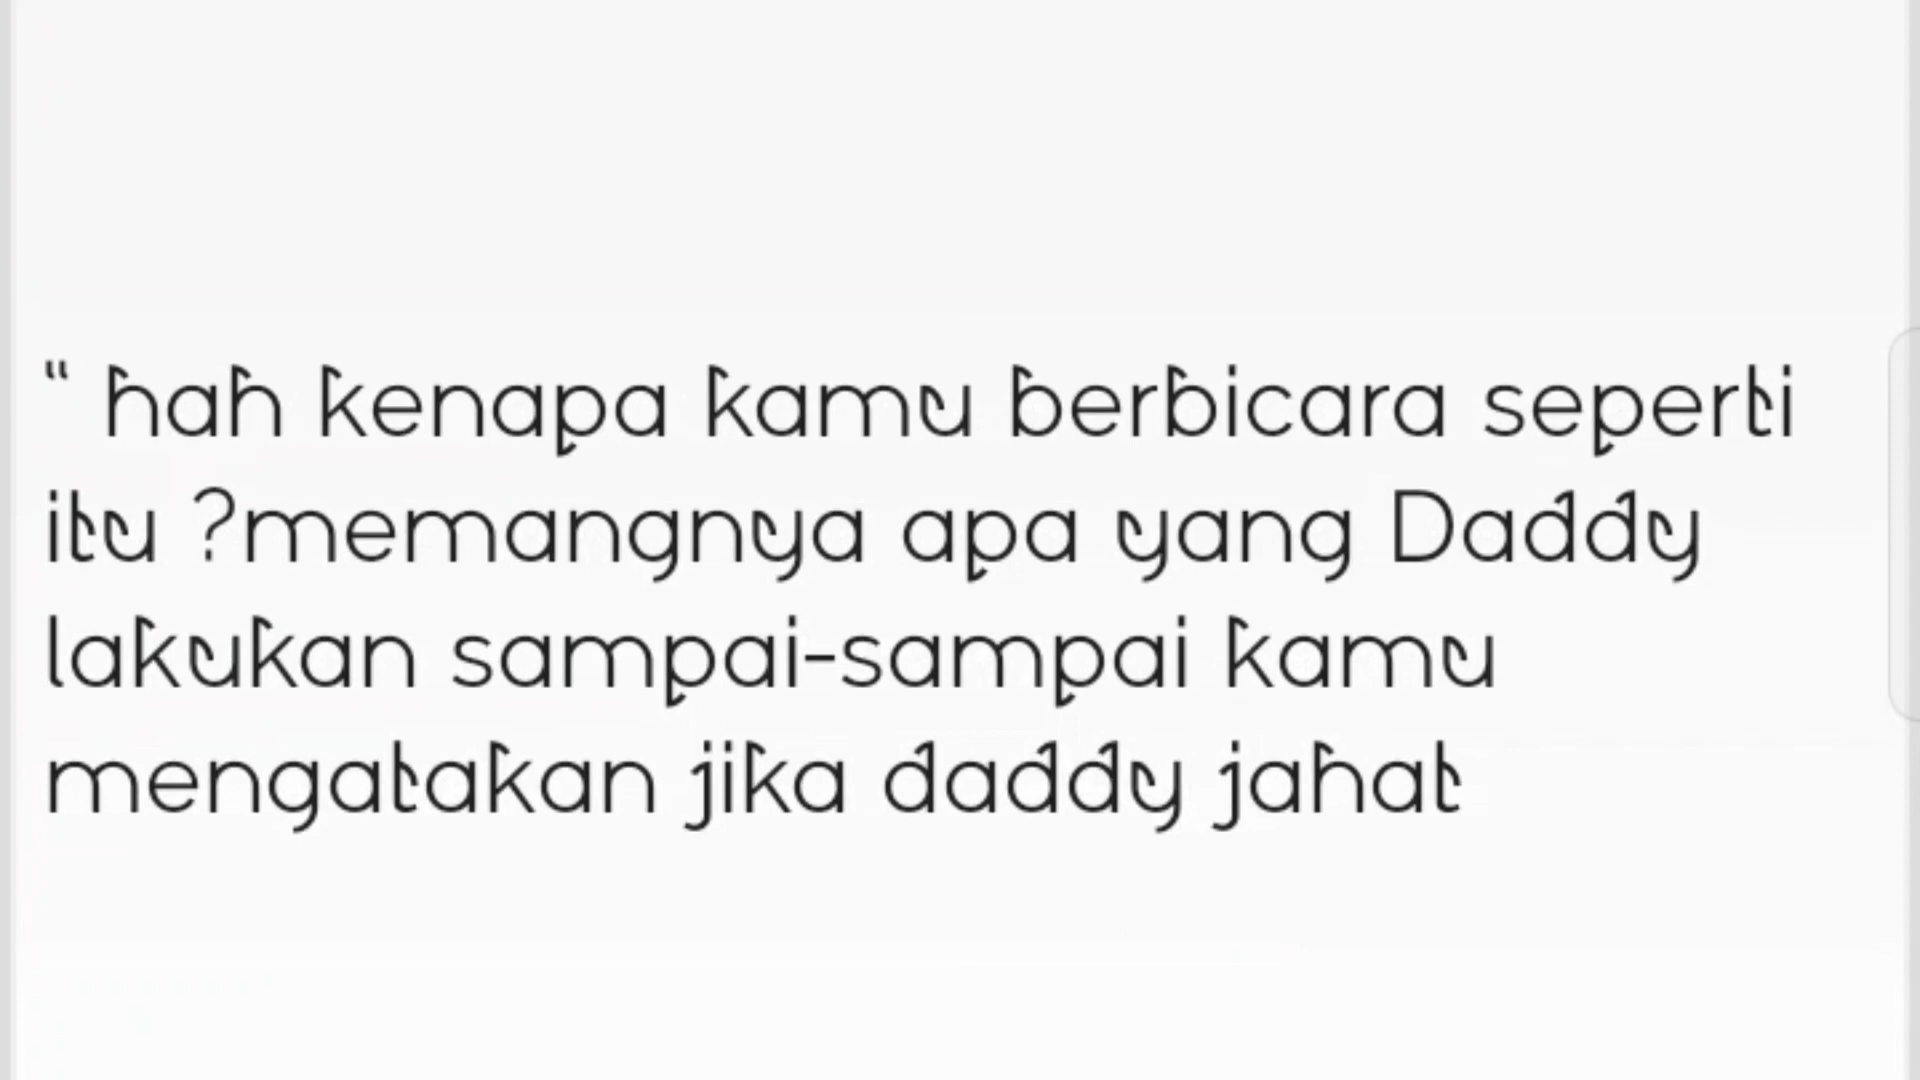 “ hah kenapa kamu berbicara seperti
itu ?memangnya apa yang Daddy
lakukan sampai-sampai kamu
mengatakan jika daddy jahat